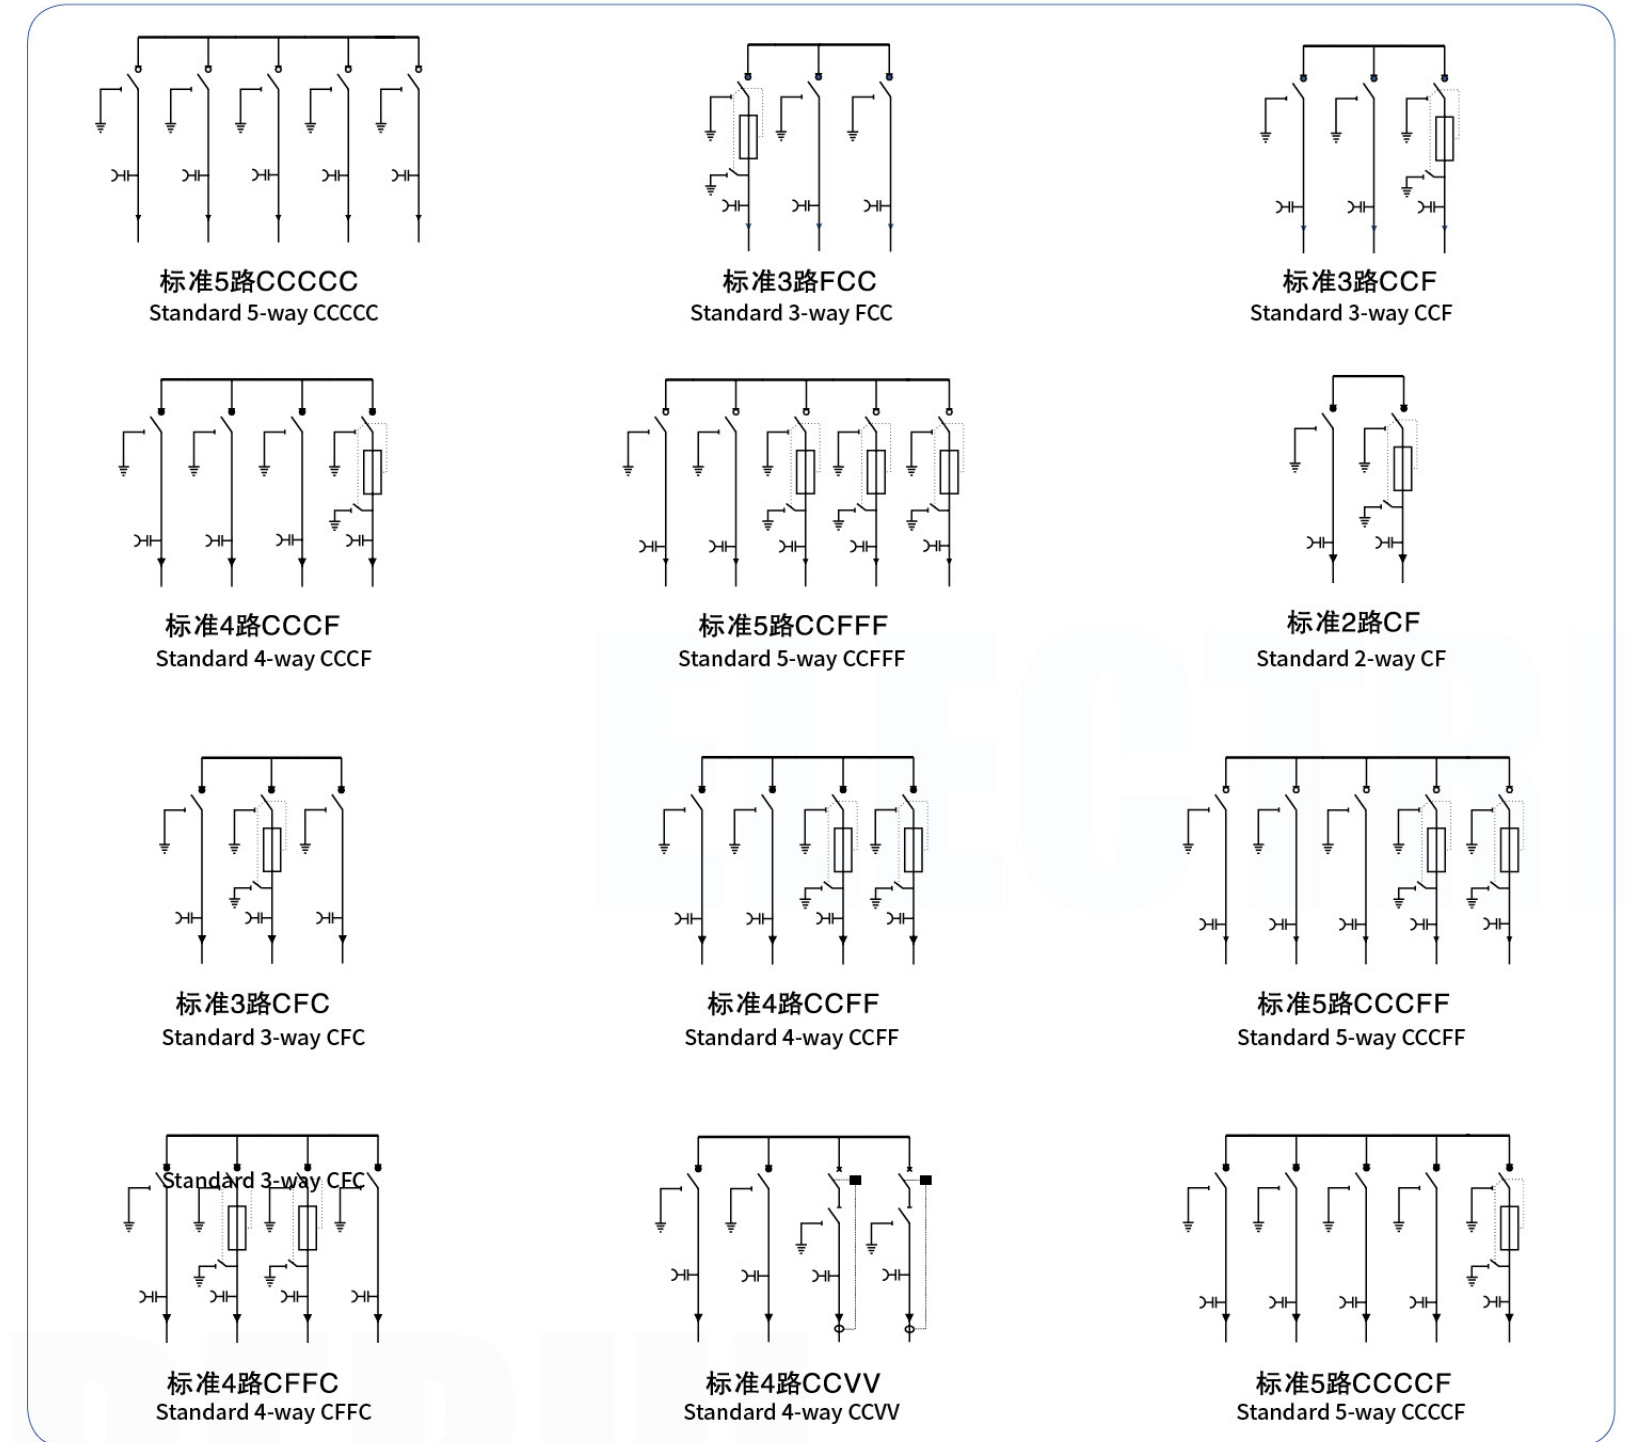 标准5路CCCCC
Standard 5-way CCCCC
标准3路FCC
Standard 3-way FCC
标准3路CCF
Standard 3-way CCF
标准4路CCCF
Standard 4-way CCCF
标准5路CCFFF
Standard 5-way CCFFF
标准2路CF
Standard 2-way CF
标准3路CFC
Standard 3-way CFC
标准4路CCFF
Standard 4-way CCFF
标准5路CCCFF
Standard 5-way CCCFF
Standard 3-way CFC
标准4路CFFC
Standard 4-way CFFC
标准4路CCVV
Standard 4-way CCVV
标准5路CCCCF
Standard 5-way CCCCF